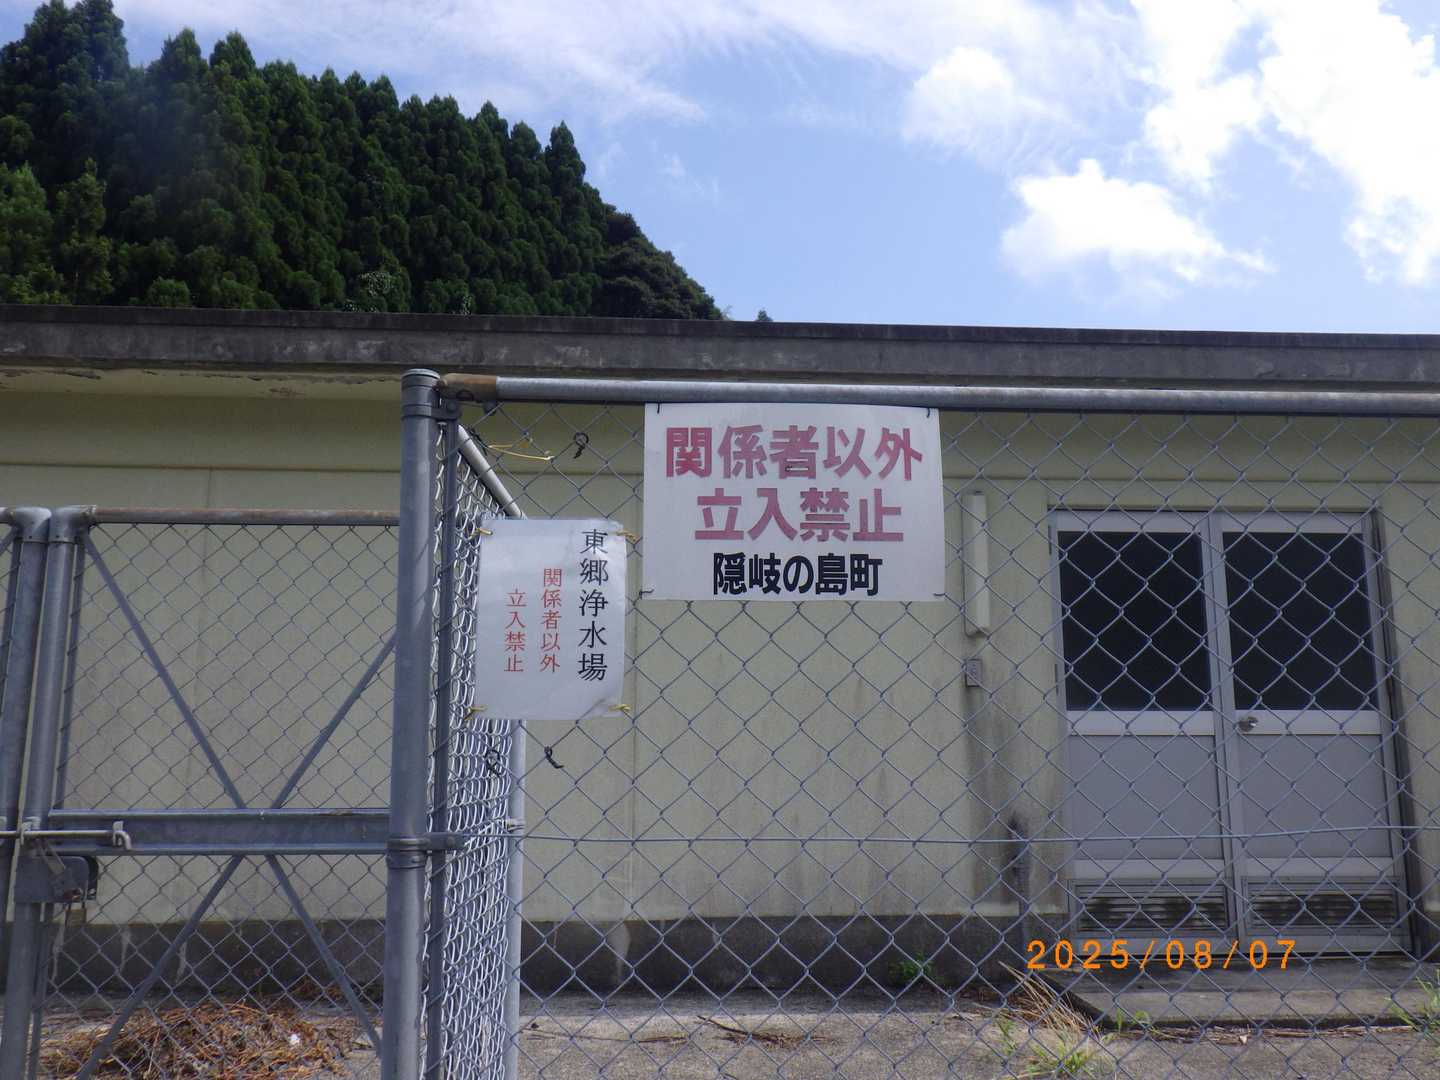 関係者以外
立入禁止
隠岐の島町
東郷浄水場
関係者以外
立入禁止
2025/08/07